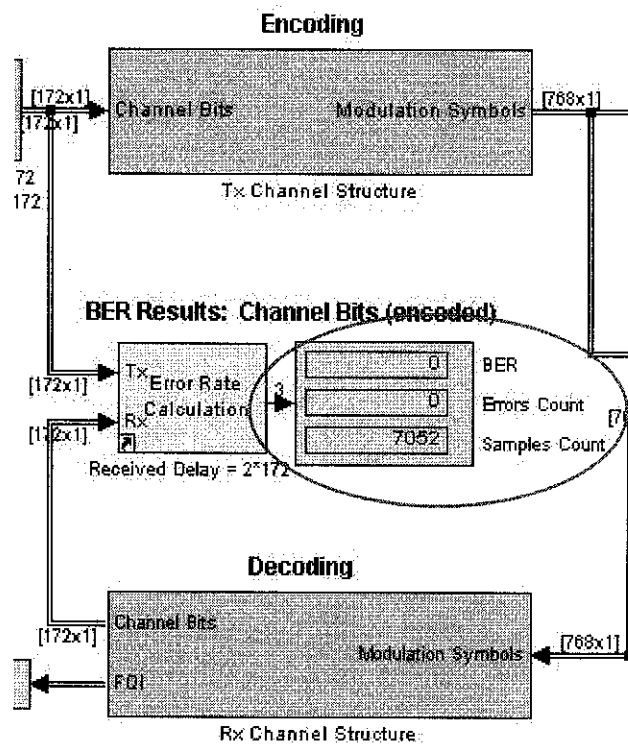 Encoding
[172x1]
[172x1]
Channel Bits
Modulation Symbols
[768x1]
72
172
Tx Channel Structure
BER Results: Channel Bits (encoded)
Tx
Error Rate
Calculation
Rx
[172x1]
[172x1]
3
0
BER
0
Errors Count
[7
7052
Samples Count
Received Delay = 2*172
Decoding
Channel Bits
[172x1]
Modulation Symbols
[768x1]
FQI
Rx Channel Structure